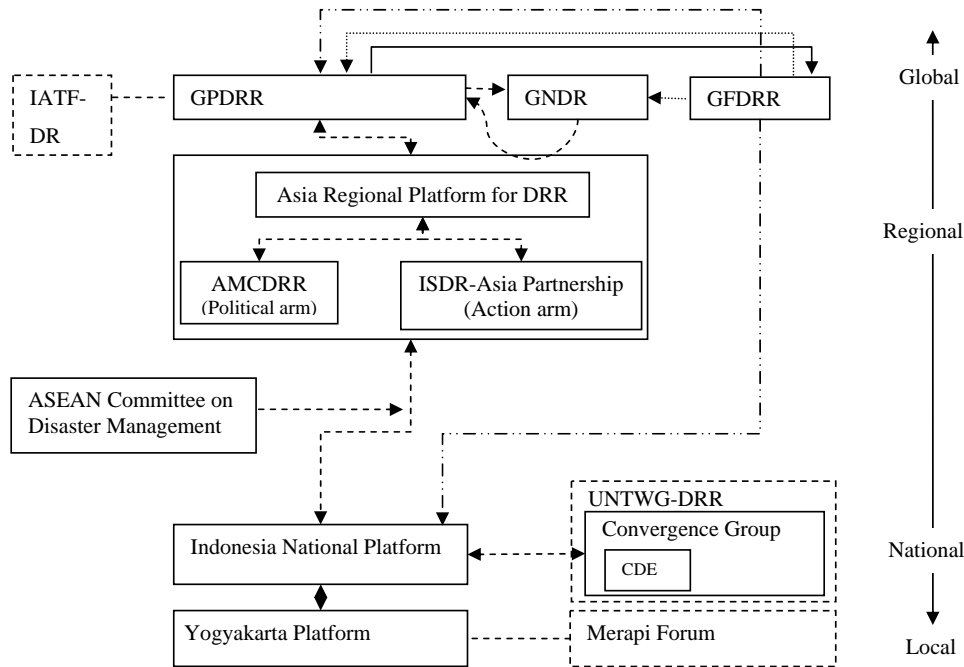 Global
IATF-
DR
GPDRR
GNDR
GFDRR
Asia Regional Platform for DRR
Regional
AMCDRR
(Political arm)
ISDR-Asia Partnership
(Action arm)
ASEAN Committee on
Disaster Management
UNTWG-DRR
Convergence Group
CDE
Indonesia National Platform
National
Yogyakarta Platform
Merapi Forum
Local